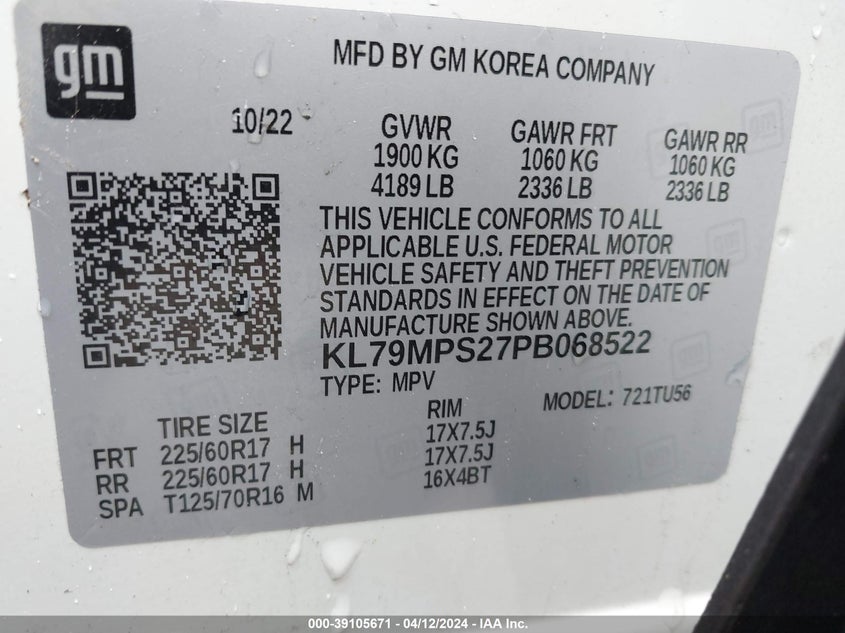 gm
MFD BY GM KOREA COMPANY
10/22 GVWR GAWR FRT GAWR RR
1900 KG 1060 KG 1060 KG
4189 LB 2336 LB 2336 LB
THIS VEHICLE CONFORMS TO ALL
APPLICABLE U.S. FEDERAL MOTOR
VEHICLE SAFETY AND THEFT PREVENTION
STANDARDS IN EFFECT ON THE DATE OF
MANUFACTURE SHOWN ABOVE.
KL79MPS27PB068522
TYPE: MPV MODEL: 721TU56
TIRE SIZE RIM
FRT 225/60R17 H 17X7.5J
RR 225/60R17 H 17X7.5J
SPA T125/70R16 M 16X4BT
000-39105671 - 04/12/2024 - IAA Inc.